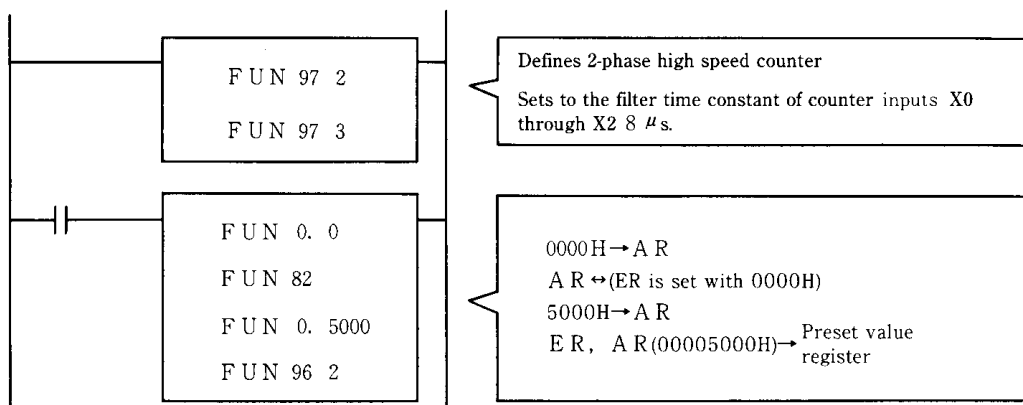 FUN 97 2
FUN 97 3
Defines 2-phase high speed counter
Sets to the filter time constant of counter inputs X0
through X2 8 μs.
FUN 0. 0
FUN 82
FUN 0. 5000
FUN 96 2
0000H→AR
AR↔(ER is set with 0000H)
5000H→AR
ER, AR(00005000H)→Preset value
register